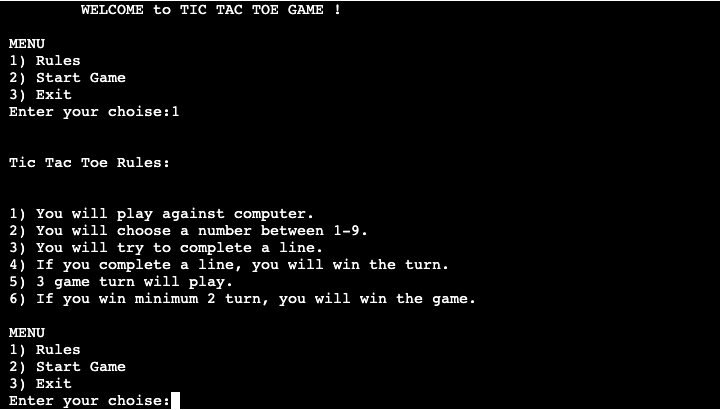 WELCOME to TIC TAC TOE GAME !
MENU
1) Rules
2) Start Game
3) Exit
Enter your choise:1
Tic Tac Toe Rules:
1) You will play against computer.
2) You will choose a number between 1-9.
3) You will try to complete a line.
4) If you complete a line, you will win the turn.
5) 3 game turn will play.
6) If you win minimum 2 turn, you will win the game.
MENU
1) Rules
2) Start Game
3) Exit
Enter your choise: